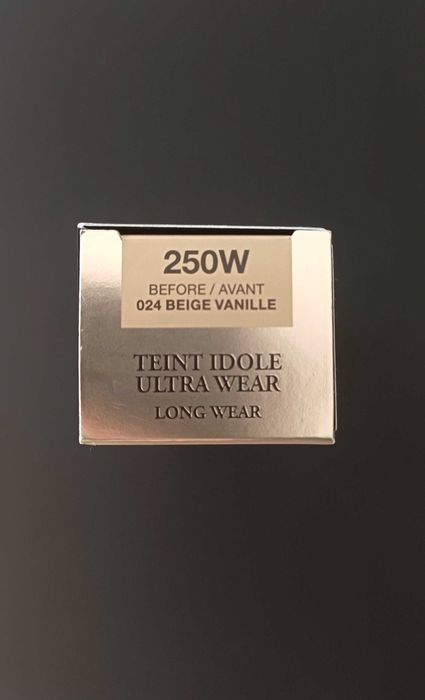 250W
BEFORE / AVANT
024 BEIGE VANILLE
TEINT IDOLE
ULTRA WEAR
LONG WEAR